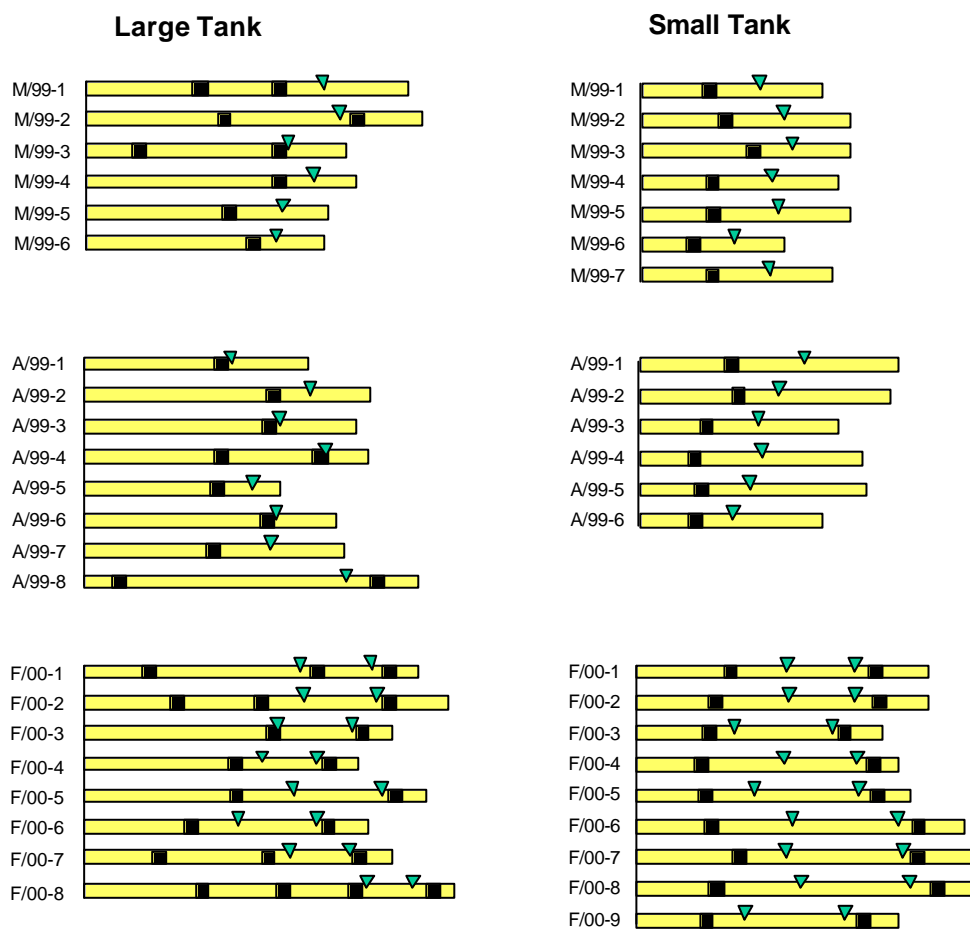 Large Tank
M/99-1
M/99-2
M/99-3
M/99-4
M/99-5
M/99-6
A/99-1
A/99-2
A/99-3
A/99-4
A/99-5
A/99-6
A/99-7
A/99-8
F/00-1
F/00-2
F/00-3
F/00-4
F/00-5
F/00-6
F/00-7
F/00-8
Small Tank
M/99-1
M/99-2
M/99-3
M/99-4
M/99-5
M/99-6
M/99-7
A/99-1
A/99-2
A/99-3
A/99-4
A/99-5
A/99-6
F/00-1
F/00-2
F/00-3
F/00-4
F/00-5
F/00-6
F/00-7
F/00-8
F/00-9